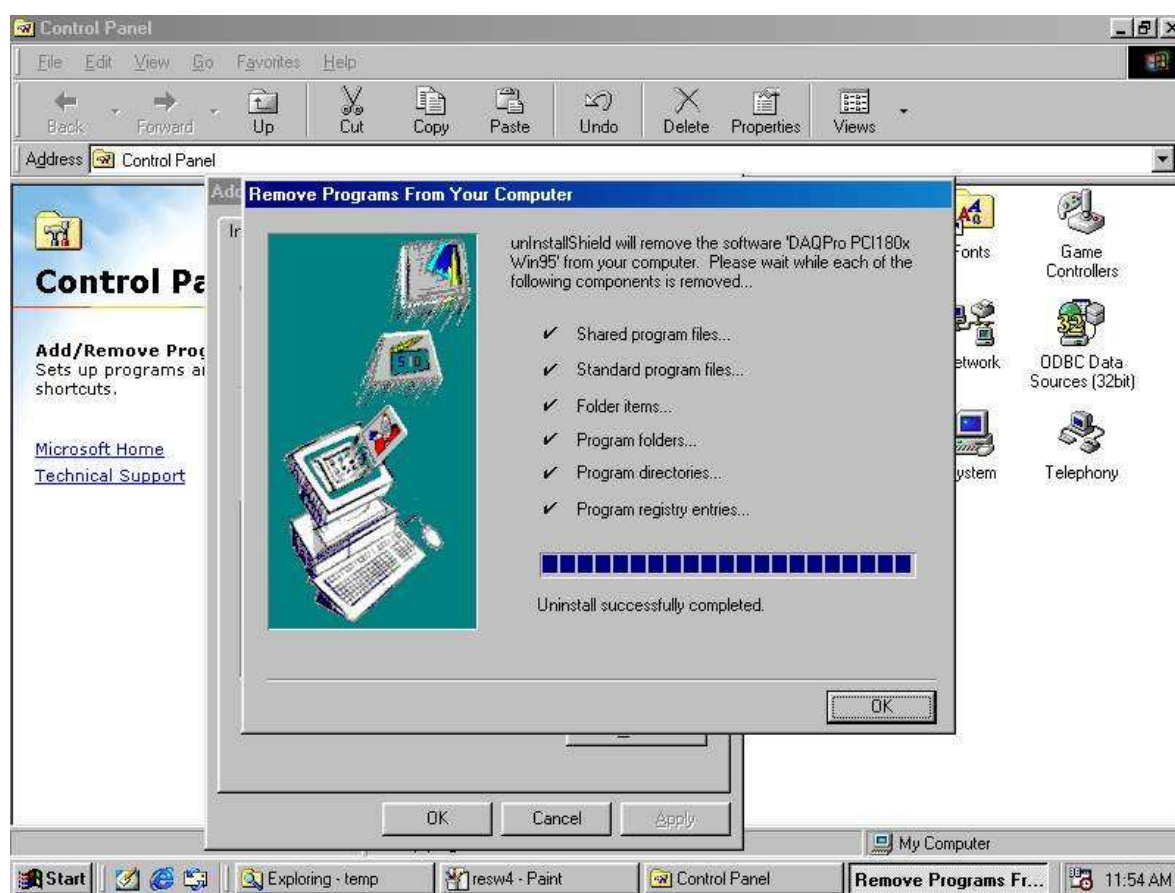 Control Panel
File Edit View Go Favorites Help
Back Forward Up Cut Copy Paste Undo Delete Properties Views
Address Control Panel
Add
Remove Programs From Your Computer
In
unInstallShield will remove the software 'DAQPro PCI180x
Win95' from your computer. Please wait while each of the
following components is removed...
Shared program files...
Standard program files...
Folder items...
Program folders...
Program directories...
Program registry entries...
Uninstall successfully completed.
OK
Control Pa
Add/Remove Prog
Sets up programs a
shortcuts.
Microsoft Home
Technical Support
Fonts
Game
Controllers
etwork
ODBC Data
Sources (32bit)
32
ystem
Telephony
OK Cancel Apply
My Computer
Start Exploring - temp resw4 - Paint Control Panel Remove Programs Fr... 11:54 AM